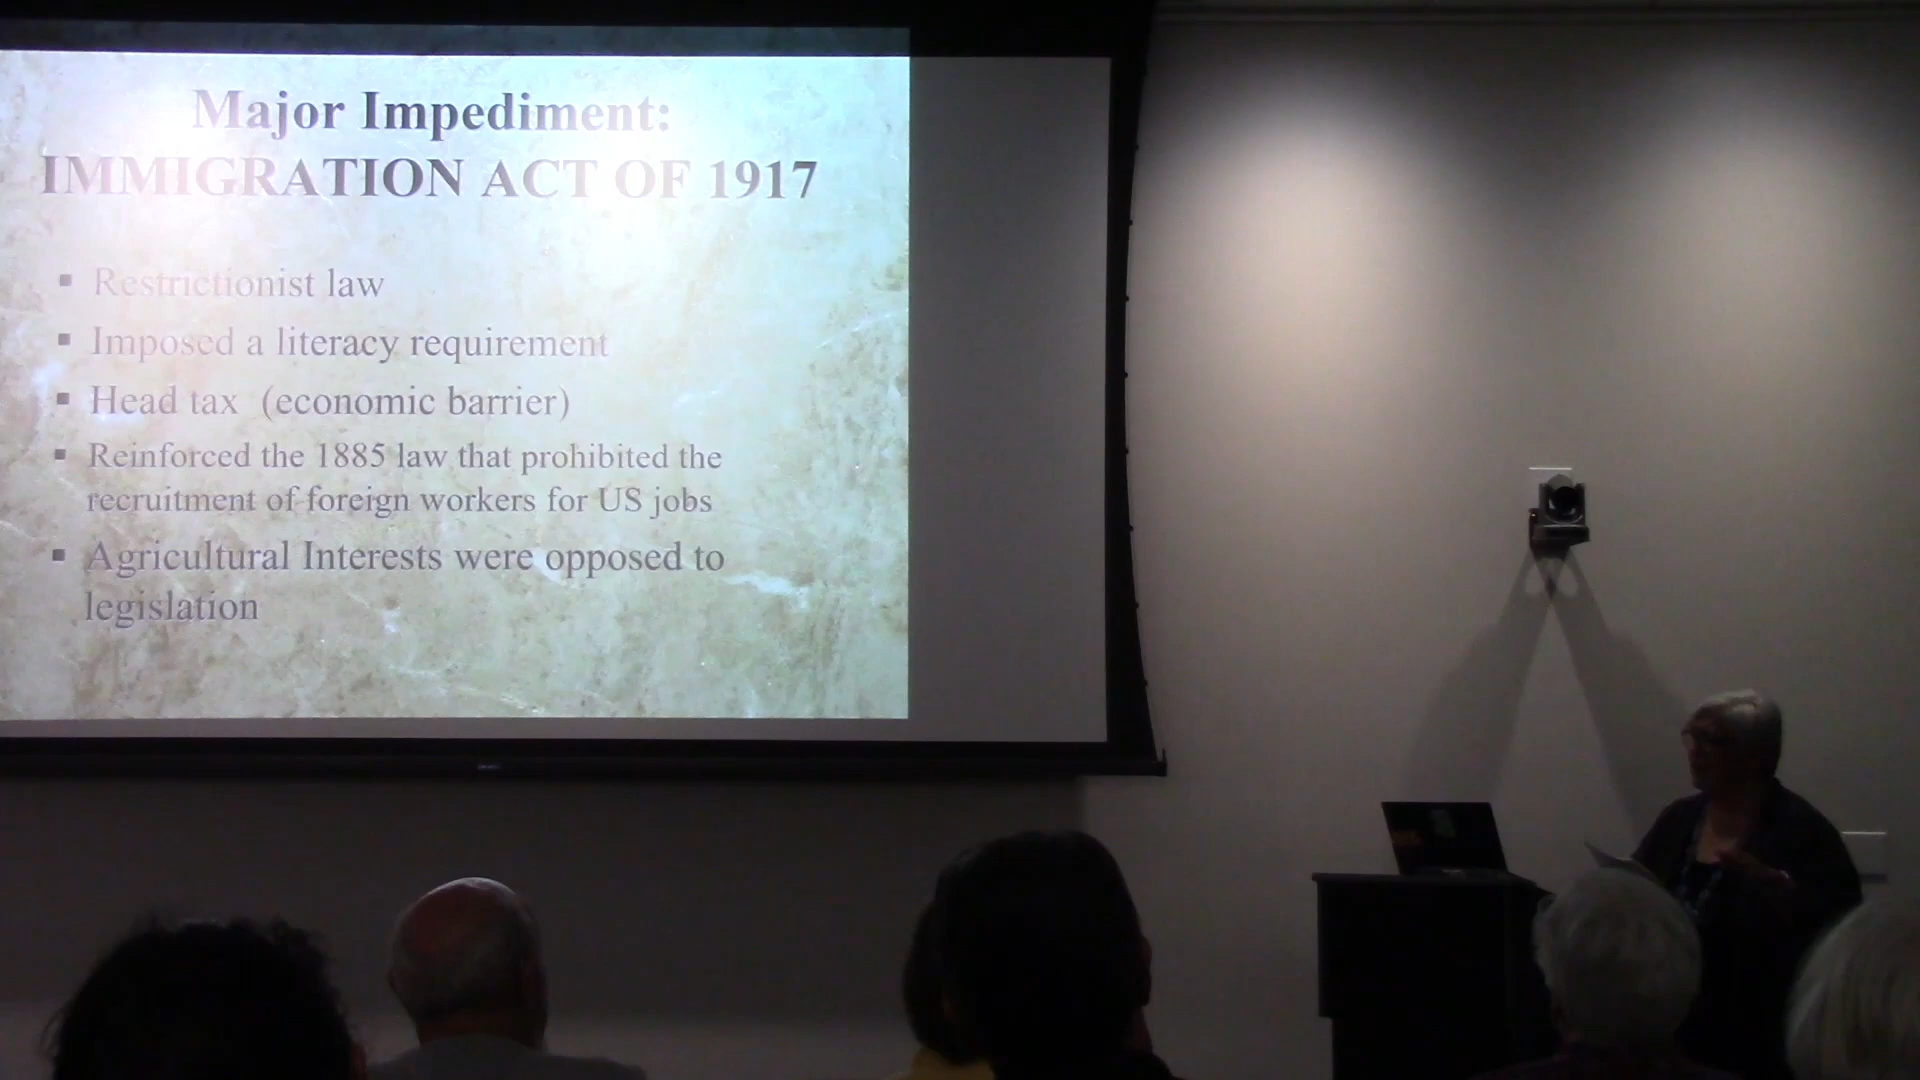 Major Impediment:
IMMIGRATION ACT OF 1917
▪ Restrictionist law
▪ Imposed a literacy requirement
▪ Head tax (economic barrier)
▪ Reinforced the 1885 law that prohibited the
recruitment of foreign workers for US jobs
▪ Agricultural Interests were opposed to
legislation